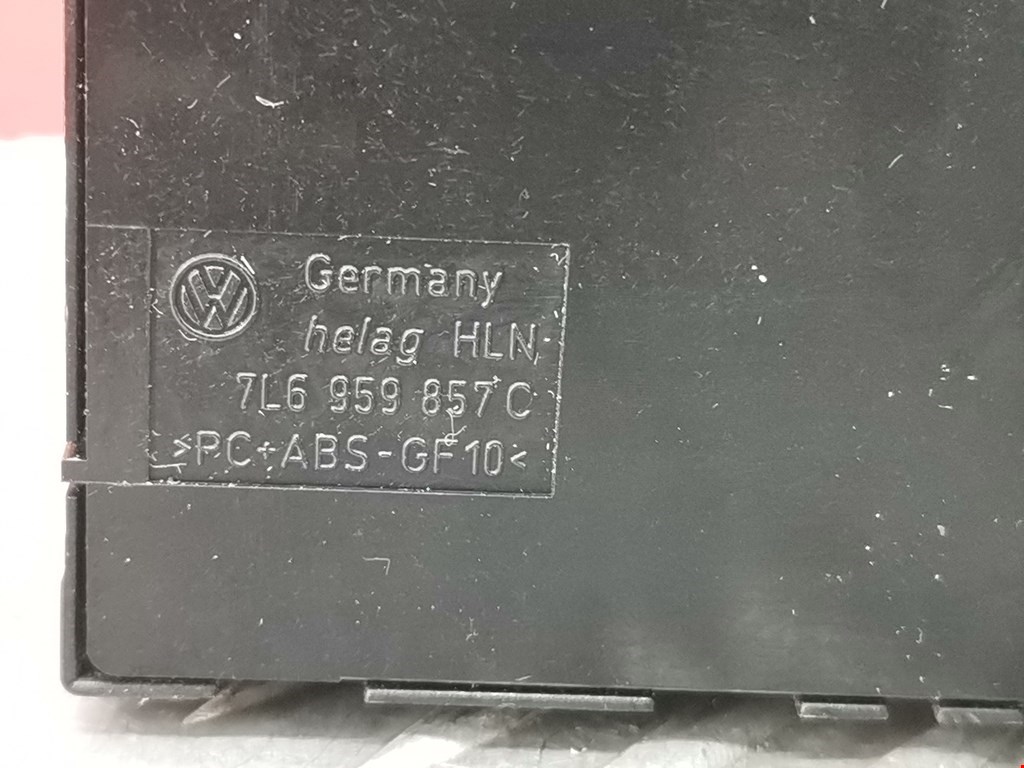 Germany
helag HLN
7L6 959 857 C
>PC+ABS-GF10<